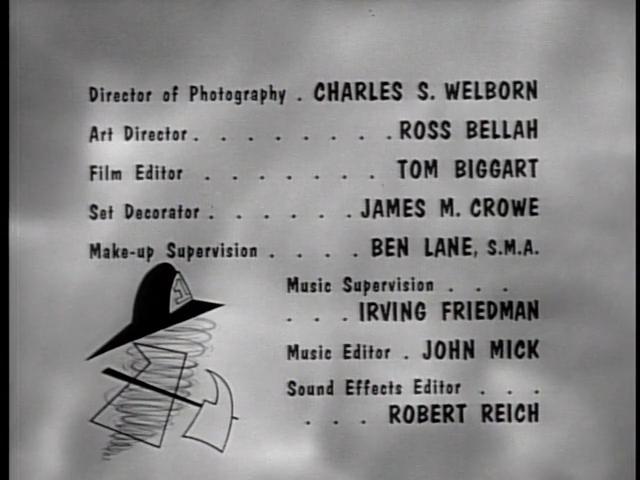 Director of Photography . CHARLES S. WELBORN
Art Director . . . . . . . . ROSS BELLAH
Film Editor . . . . . . . TOM BIGGART
Set Decorator . . . . . . JAMES M. CROWE
Make-up Supervision . . . . BEN LANE, S.M.A.
1
Music Supervision . . .
. . . IRVING FRIEDMAN
Music Editor . JOHN MICK
Sound Effects Editor . . .
. . . ROBERT REICH